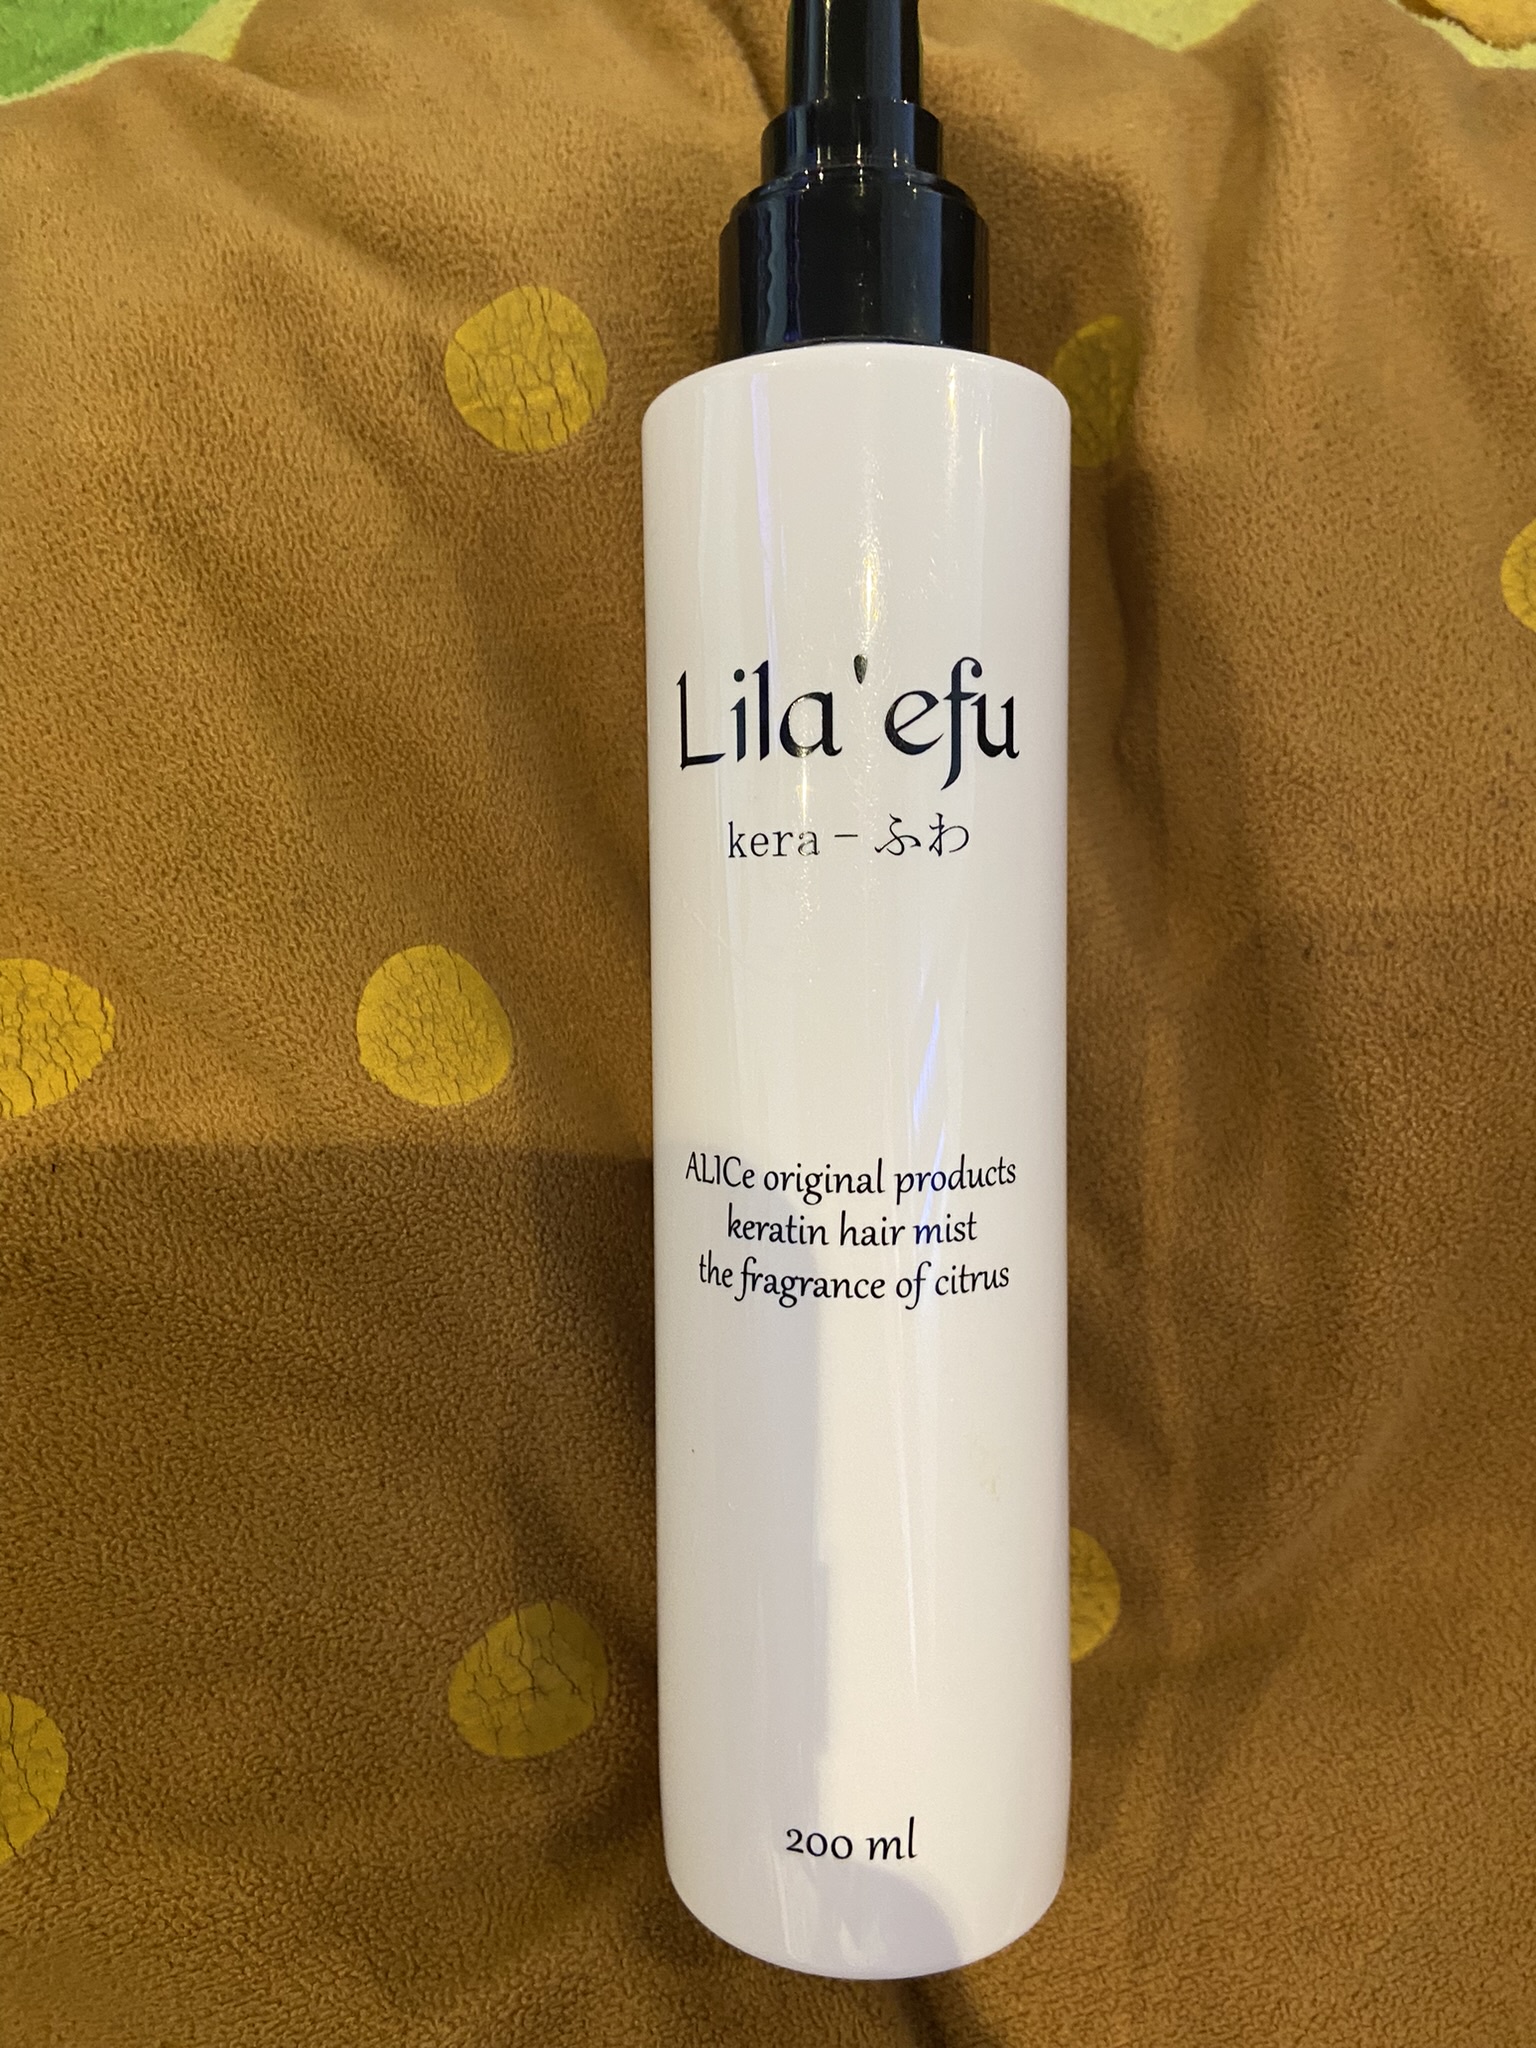 Lila'efu
kera－ふわ
ALICe original products
keratin hair mist
the fragrance of citrus
200 ml